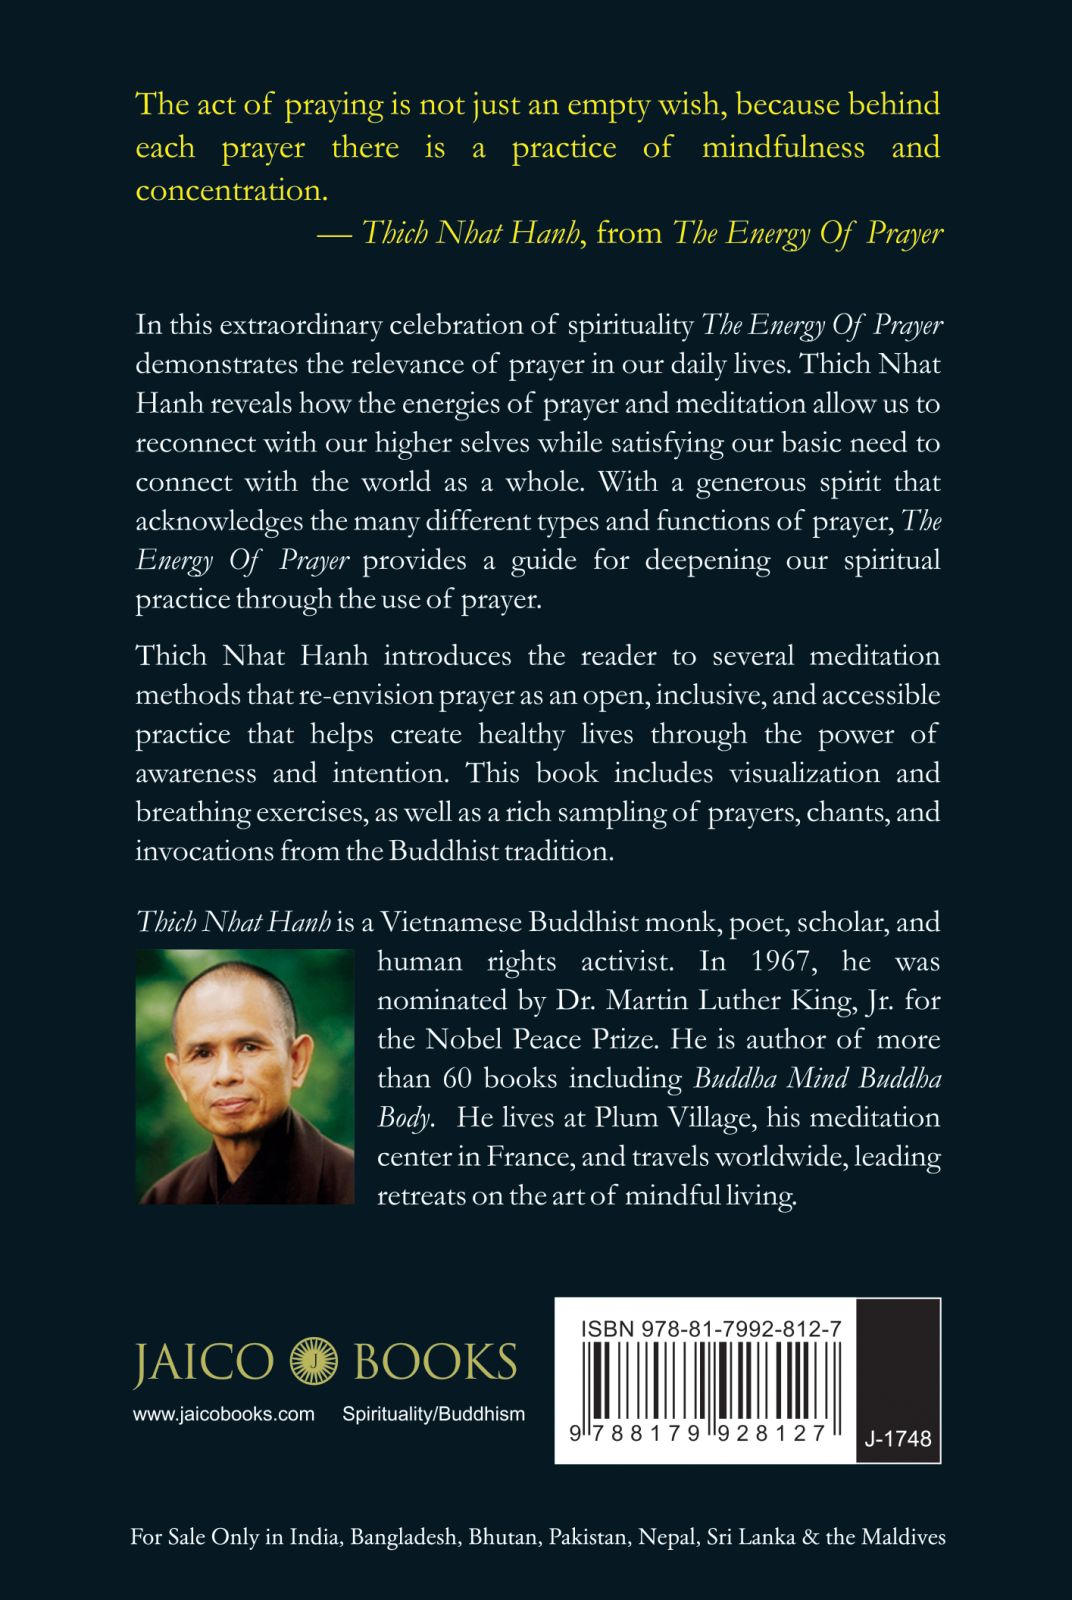 The act of praying is not just an empty wish, because behind
each prayer there is a practice of mindfulness and
concentration.
— Thich Nhat Hanh, from The Energy Of Prayer
In this extraordinary celebration of spirituality The Energy Of Prayer
demonstrates the relevance of prayer in our daily lives. Thich Nhat
Hanh reveals how the energies of prayer and meditation allow us to
reconnect with our higher selves while satisfying our basic need to
connect with the world as a whole. With a generous spirit that
acknowledges the many different types and functions of prayer, The
Energy Of Prayer provides a guide for deepening our spiritual
practice through the use of prayer.
Thich Nhat Hanh introduces the reader to several meditation
methods that re-envision prayer as an open, inclusive, and accessible
practice that helps create healthy lives through the power of
awareness and intention. This book includes visualization and
breathing exercises, as well as a rich sampling of prayers, chants, and
invocations from the Buddhist tradition.
Thich Nhat Hanh is a Vietnamese Buddhist monk, poet, scholar, and
human rights activist. In 1967, he was
nominated by Dr. Martin Luther King, Jr. for
the Nobel Peace Prize. He is author of more
than 60 books including Buddha Mind Buddha
Body. He lives at Plum Village, his meditation
center in France, and travels worldwide, leading
retreats on the art of mindful living.
JAICO J BOOKS
www.jaicobooks.com Spirituality/Buddhism
ISBN 978-81-7992-812-7
9 788179 928127
J-1748
For Sale Only in India, Bangladesh, Bhutan, Pakistan, Nepal, Sri Lanka & the Maldives